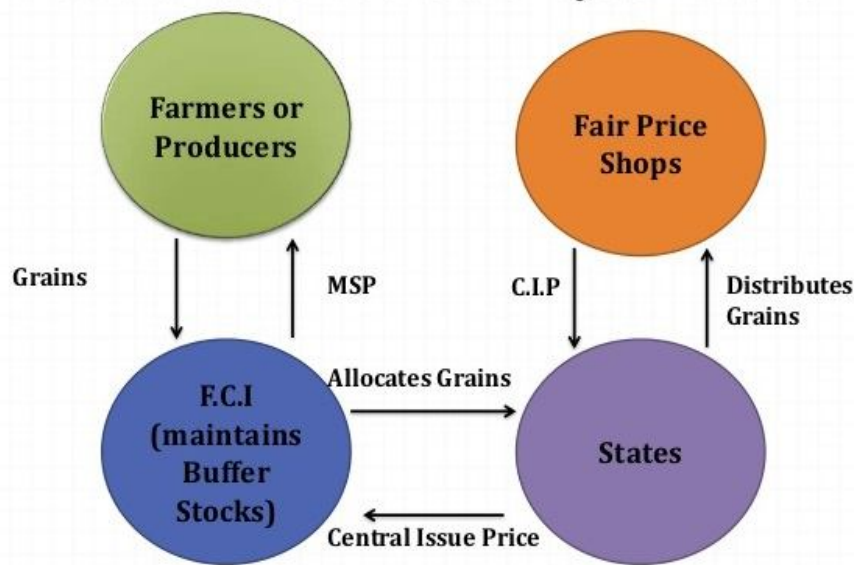 Farmers or
Producers
Fair Price
Shops
Grains
MSP
C.I.P
Distributes
Grains
Allocates Grains
F.C.I
(maintains
Buffer
Stocks)
States
Central Issue Price